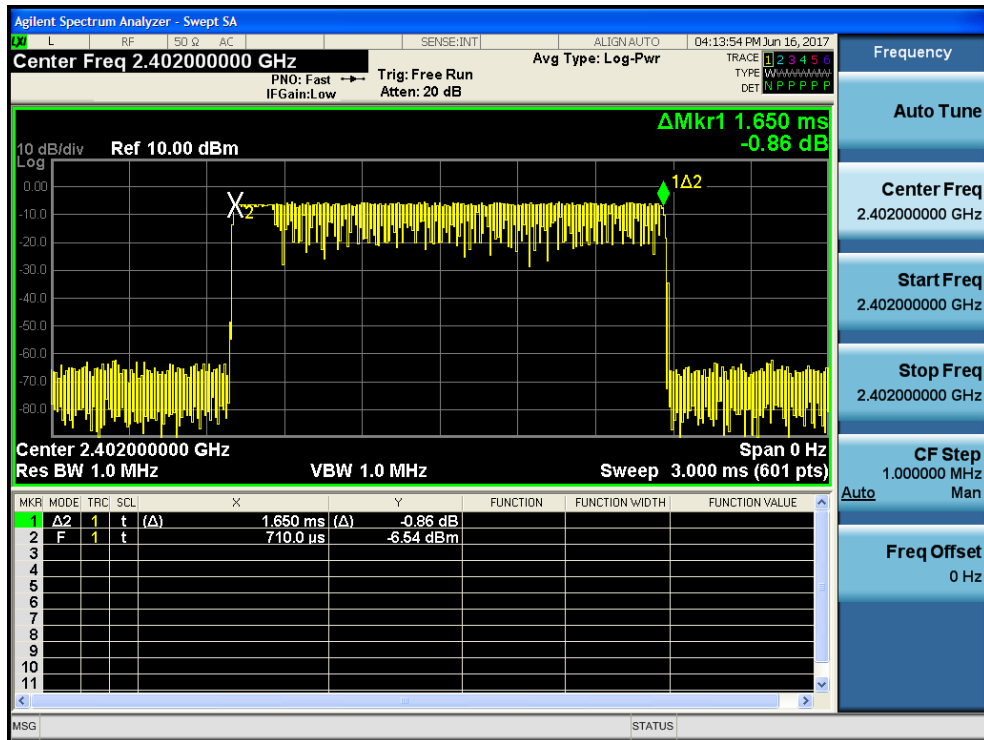 Agilent Spectrum Analyzer - Swept SA
LXI L RF 50 Ω AC SENSE:INT ALIGN AUTO 04:13:54 PM Jun 16, 2017
Center Freq 2.402000000 GHz
PNO: Fast
IFGain:Low
Trig: Free Run
Atten: 20 dB
Avg Type: Log-Pwr
TRACE 1 2 3 4 5 6
TYPE WWWWWWW
DET N P P P P P
ΔMkr1 1.650 ms
-0.86 dB
10 dB/div Ref 10.00 dBm
Log
0.00
-10.0
-20.0
-30.0
-40.0
-50.0
-60.0
-70.0
-80.0
X2
1Δ2
Center 2.402000000 GHz Span 0 Hz
Res BW 1.0 MHz VBW 1.0 MHz Sweep 3.000 ms (601 pts)
MKR MODE TRC SCL X Y FUNCTION FUNCTION WIDTH FUNCTION VALUE
1 Δ2 1 t (Δ) 1.650 ms (Δ) -0.86 dB
2 F 1 t 710.0 µs -6.54 dBm
3
4
5
6
7
8
9
10
11
MSG STATUS
Frequency
Auto Tune
Center Freq
2.402000000 GHz
Start Freq
2.402000000 GHz
Stop Freq
2.402000000 GHz
CF Step
1.000000 MHz
Auto Man
Freq Offset
0 Hz